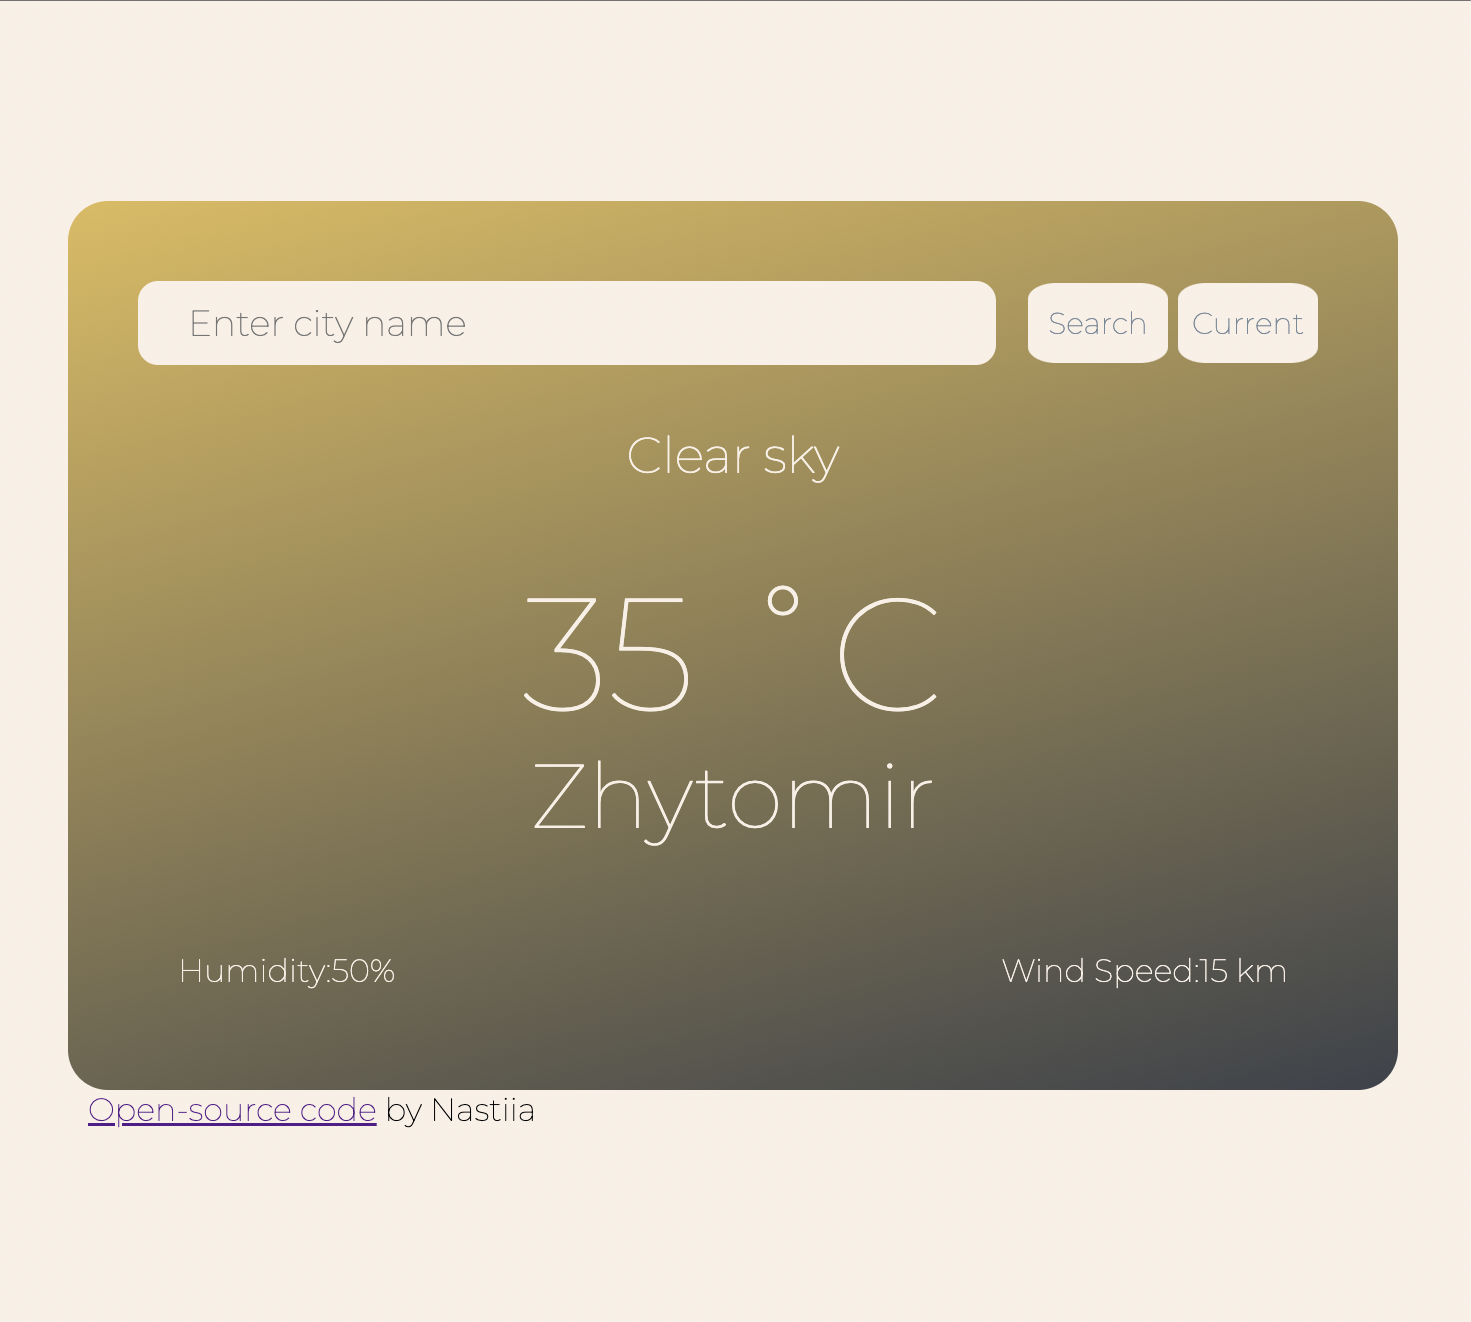 Enter city name
Search
Current
Clear sky
35 °C
Zhytomir
Humidity:50%
Wind Speed:15 km
Open-source code by Nastiia